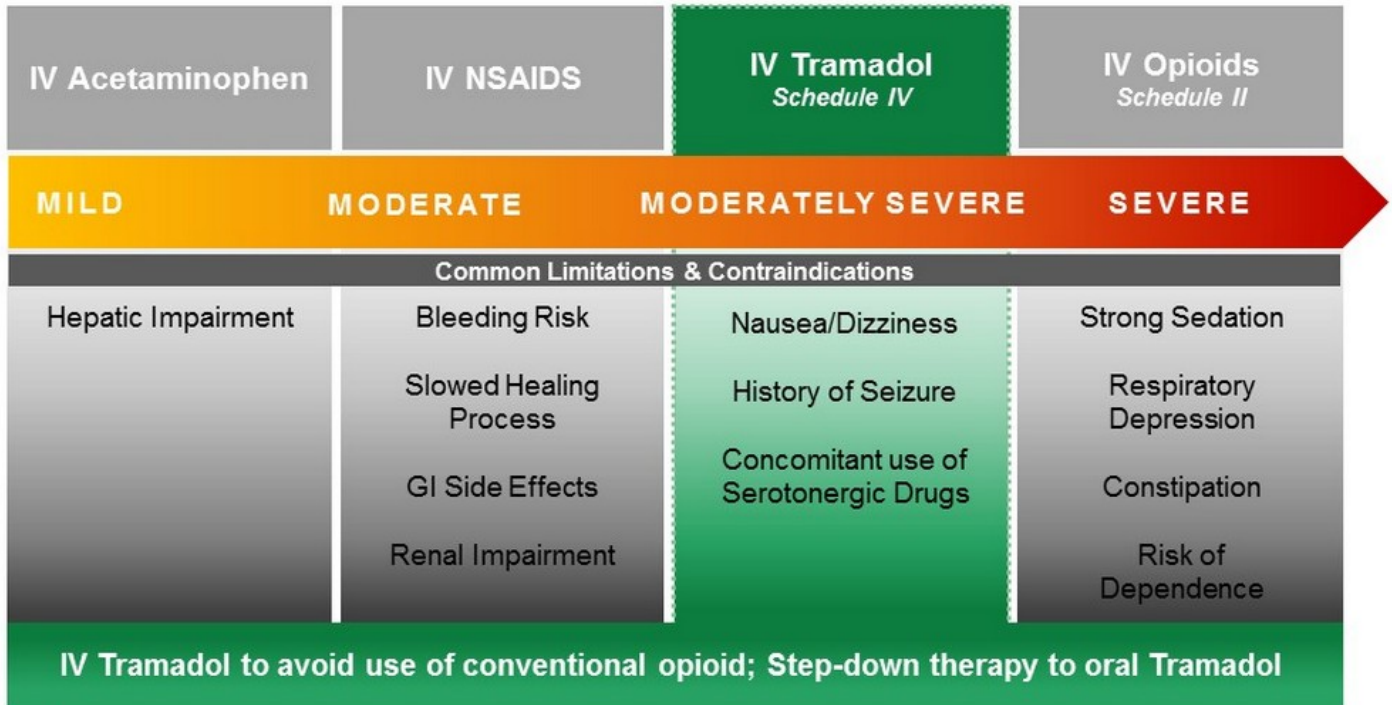 IV Acetaminophen
IV NSAIDS
IV Tramadol
Schedule IV
IV Opioids
Schedule II
MILD
MODERATE
MODERATELY SEVERE
SEVERE
Common Limitations & Contraindications
Hepatic Impairment
Bleeding Risk
Slowed Healing
Process
GI Side Effects
Renal Impairment
Nausea/Dizziness
History of Seizure
Concomitant use of
Serotonergic Drugs
Strong Sedation
Respiratory
Depression
Constipation
Risk of
Dependence
IV Tramadol to avoid use of conventional opioid; Step-down therapy to oral Tramadol